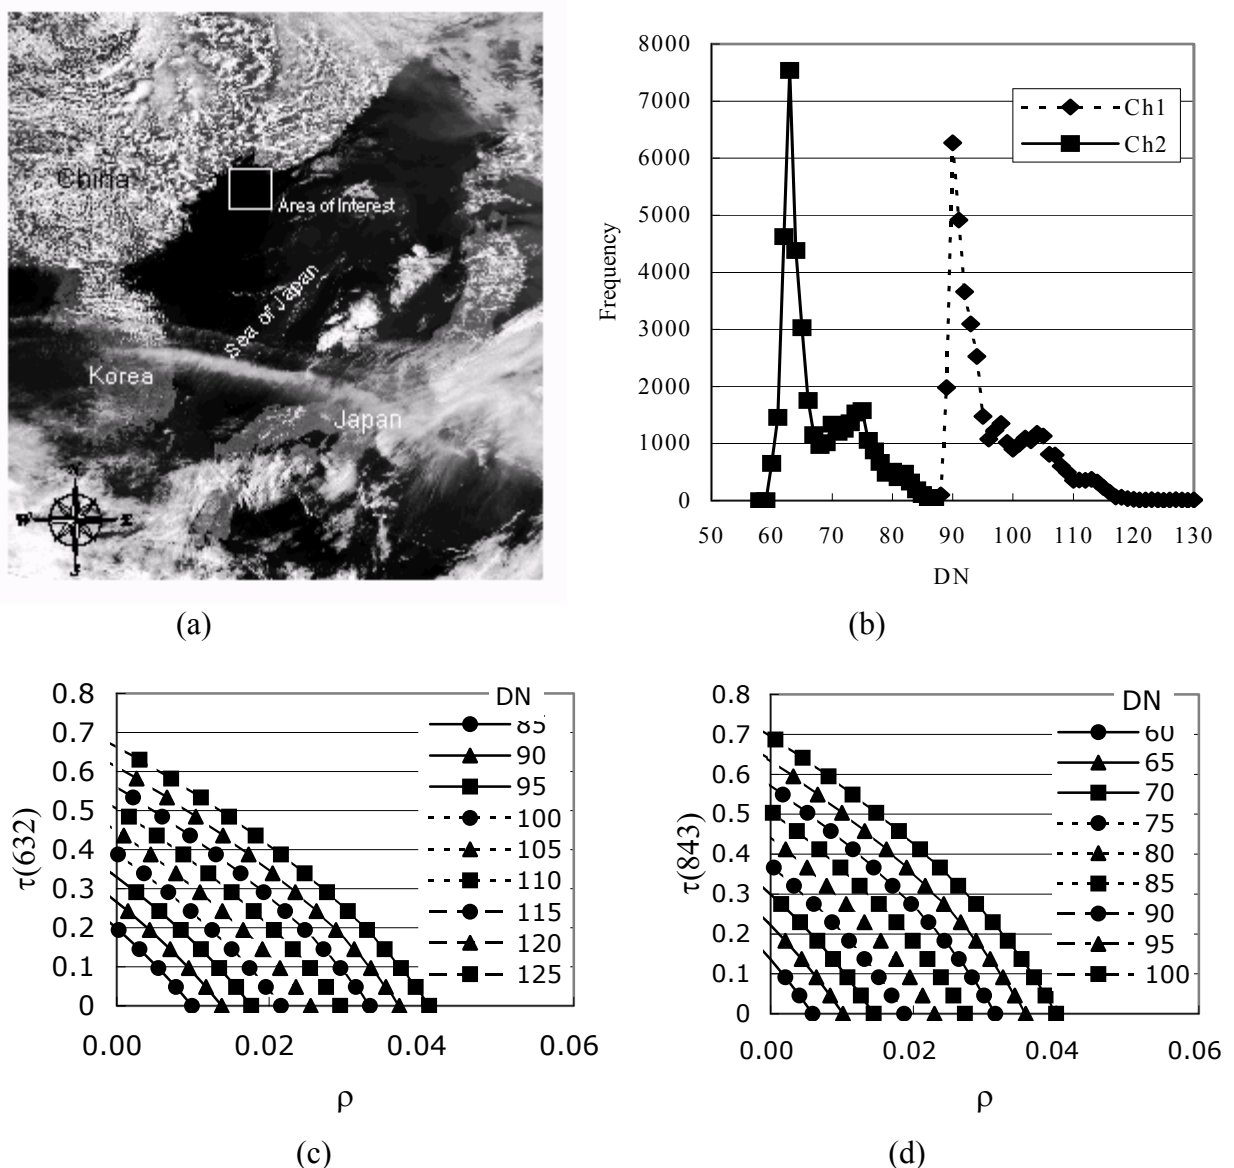 China
Area of Interest
Sea of Japan
Korea
Japan
N
W
E
(a)
8000
7000
6000
5000
4000
3000
2000
1000
0
Frequency
Ch1
Ch2
50 60 70 80 90 100 110 120 130
DN
(b)
0.8
0.7
0.6
0.5
0.4
0.3
0.2
0.1
0
τ(632)
DN
85
90
95
100
105
110
115
120
125
0.00 0.02 0.04 0.06
ρ
(c)
0.8
0.7
0.6
0.5
0.4
0.3
0.2
0.1
0
τ(843)
DN
60
65
70
75
80
85
90
95
100
0.00 0.02 0.04 0.06
ρ
(d)